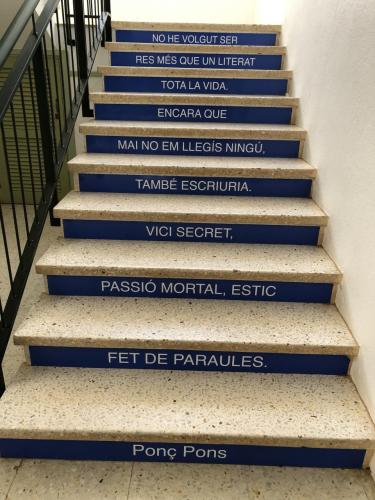 NO HE VOLGUT SER
RES MÉS QUE UN LITERAT
TOTA LA VIDA.
ENCARA QUE
MAI NO EM LLEGÍS NINGÚ,
TAMBÉ ESCRIURIA.
VICI SECRET,
PASSIÓ MORTAL, ESTIC
FET DE PARAULES.
Ponç Pons